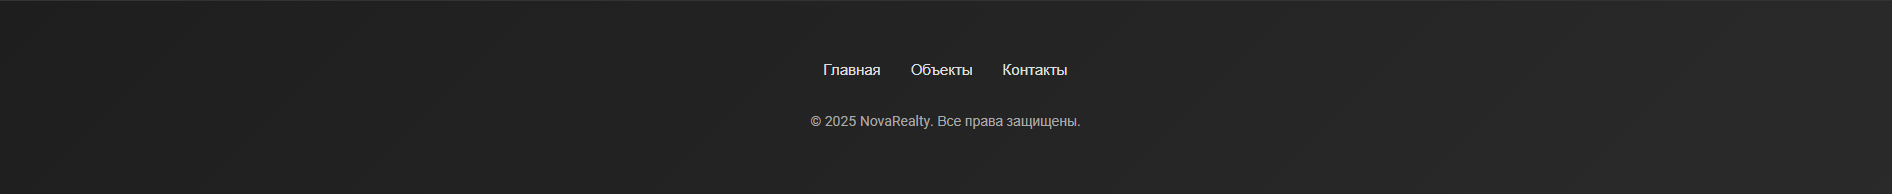 Главная Объекты Контакты
© 2025 NovaRealty. Все права защищены.